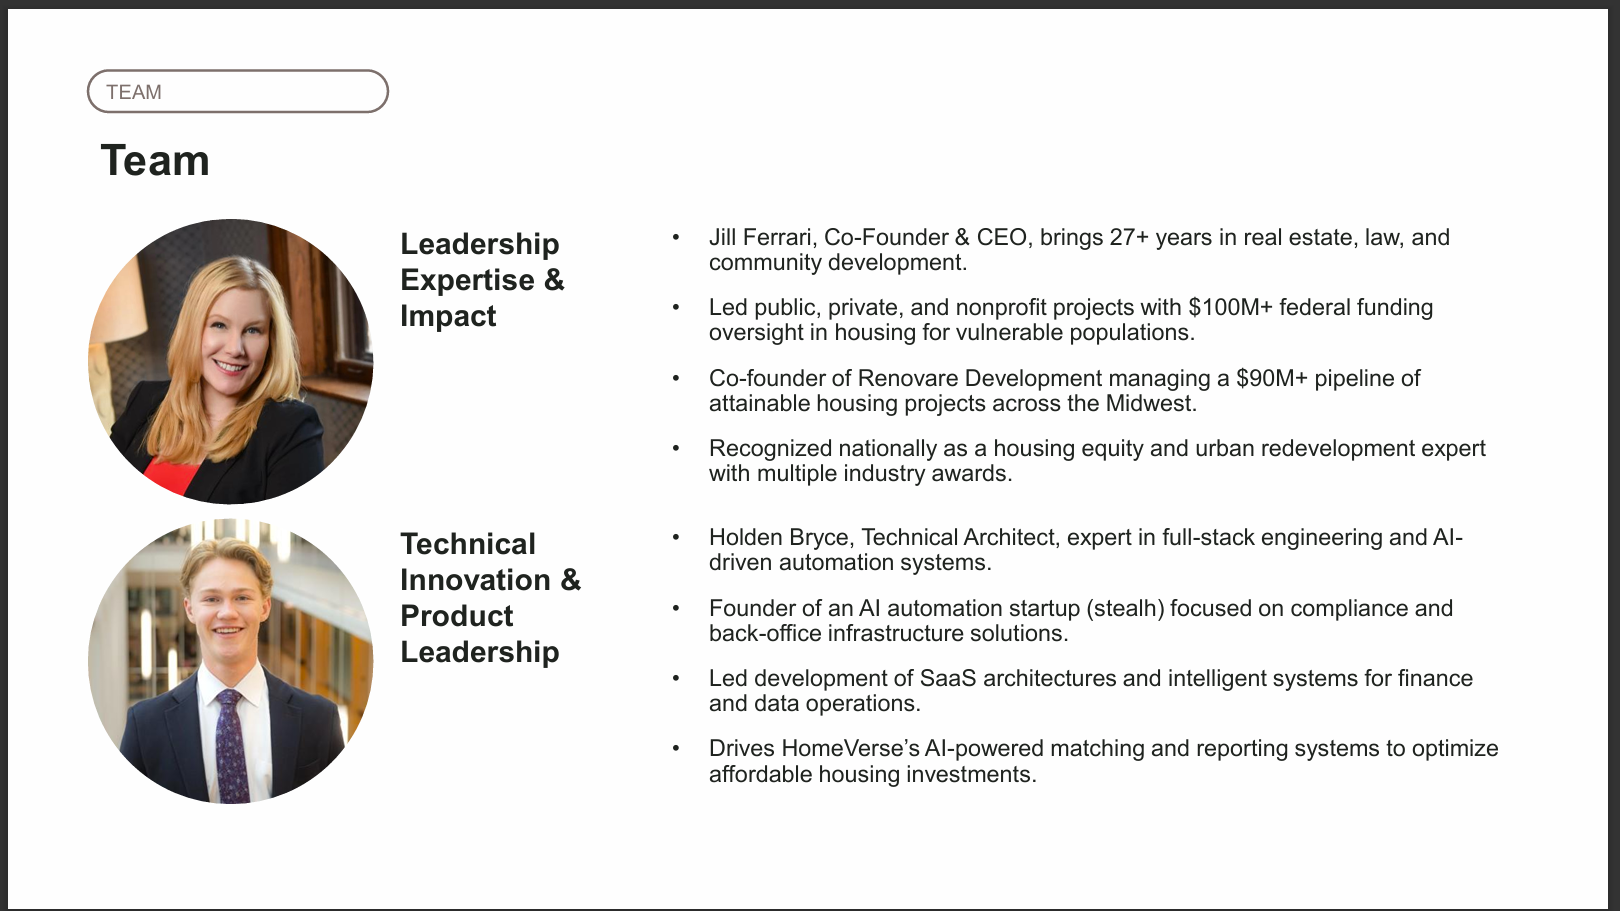 TEAM
Team
Leadership
Expertise &
Impact
• Jill Ferrari, Co-Founder & CEO, brings 27+ years in real estate, law, and
community development.
• Led public, private, and nonprofit projects with $100M+ federal funding
oversight in housing for vulnerable populations.
• Co-founder of Renovare Development managing a $90M+ pipeline of
attainable housing projects across the Midwest.
• Recognized nationally as a housing equity and urban redevelopment expert
with multiple industry awards.
Technical
Innovation &
Product
Leadership
• Holden Bryce, Technical Architect, expert in full-stack engineering and AI-
driven automation systems.
• Founder of an AI automation startup (stealh) focused on compliance and
back-office infrastructure solutions.
• Led development of SaaS architectures and intelligent systems for finance
and data operations.
• Drives HomeVerse’s AI-powered matching and reporting systems to optimize
affordable housing investments.